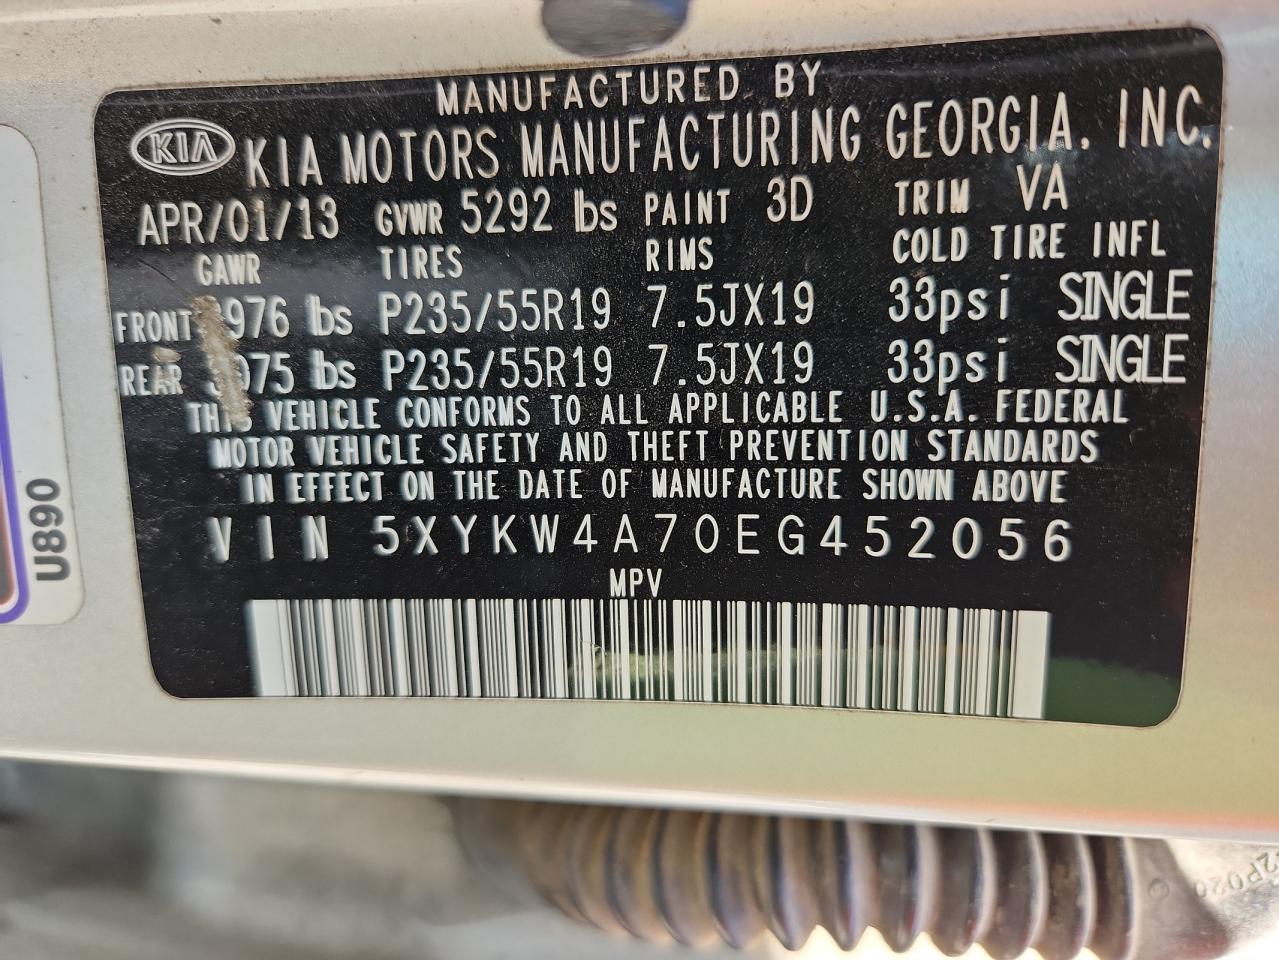 MANUFACTURED BY
KIA KIA MOTORS MANUFACTURING GEORGIA. INC.
APR/01/13 GVWR 5292 lbs PAINT 3D TRIM VA
GAWR TIRES RIMS COLD TIRE INFL
FRONT lbs P235/55R19 7.5JX19 33psi SINGLE
REAR lbs P235/55R19 7.5JX19 33psi SINGLE
THIS VEHICLE CONFORMS TO ALL APPLICABLE U.S.A. FEDERAL
MOTOR VEHICLE SAFETY AND THEFT PREVENTION STANDARDS
IN EFFECT ON THE DATE OF MANUFACTURE SHOWN ABOVE
VIN 5XYKW4A70EG452056
MPV
U890